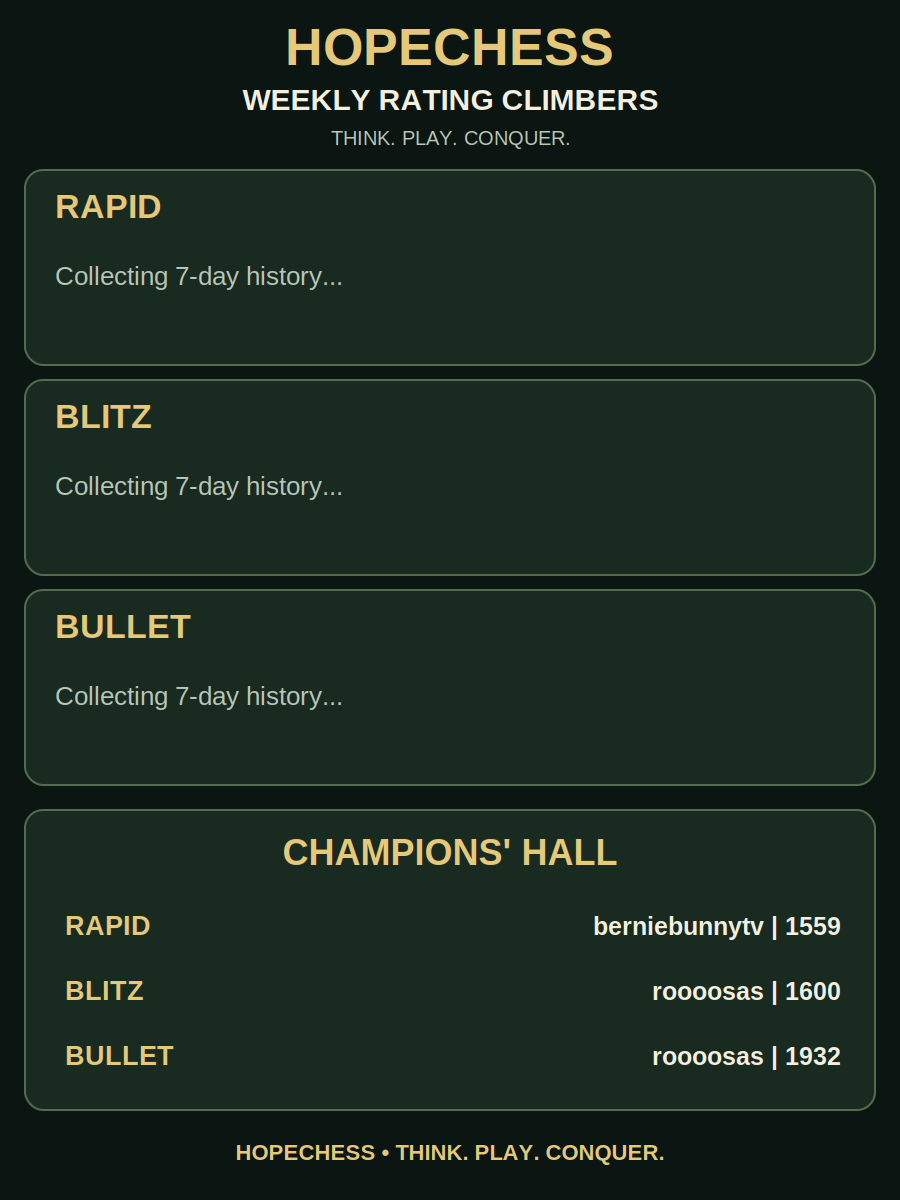 HOPECHESS
WEEKLY RATING CLIMBERS
THINK. PLAY. CONQUER.
RAPID
Collecting 7-day history...
BLITZ
Collecting 7-day history...
BULLET
Collecting 7-day history...
CHAMPIONS' HALL
RAPID berniebunnytv | 1559
BLITZ roooosas | 1600
BULLET roooosas | 1932
HOPECHESS • THINK. PLAY. CONQUER.